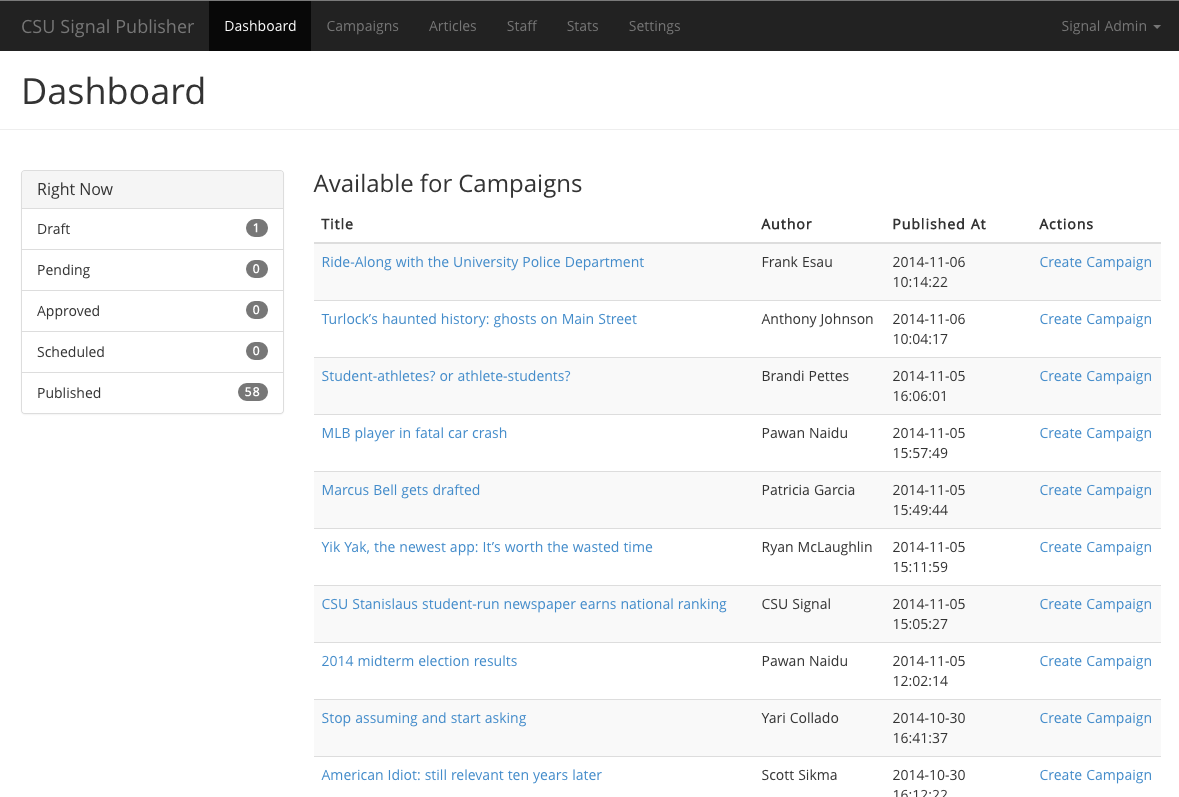 CSU Signal Publisher Dashboard Campaigns Articles Staff Stats Settings Signal Admin
Dashboard
Right Now
Draft 1
Pending 0
Approved 0
Scheduled 0
Published 58
Available for Campaigns
Title Author Published At Actions
Ride-Along with the University Police Department Frank Esau 2014-11-06 Create Campaign
10:14:22
Turlock’s haunted history: ghosts on Main Street Anthony Johnson 2014-11-06 Create Campaign
10:04:17
Student-athletes? or athlete-students? Brandi Pettes 2014-11-05 Create Campaign
16:06:01
MLB player in fatal car crash Pawan Naidu 2014-11-05 Create Campaign
15:57:49
Marcus Bell gets drafted Patricia Garcia 2014-11-05 Create Campaign
15:49:44
Yik Yak, the newest app: It’s worth the wasted time Ryan McLaughlin 2014-11-05 Create Campaign
15:11:59
CSU Stanislaus student-run newspaper earns national ranking CSU Signal 2014-11-05 Create Campaign
15:05:27
2014 midterm election results Pawan Naidu 2014-11-05 Create Campaign
12:02:14
Stop assuming and start asking Yari Collado 2014-10-30 Create Campaign
16:41:37
American Idiot: still relevant ten years later Scott Sikma 2014-10-30 Create Campaign
16:12:22